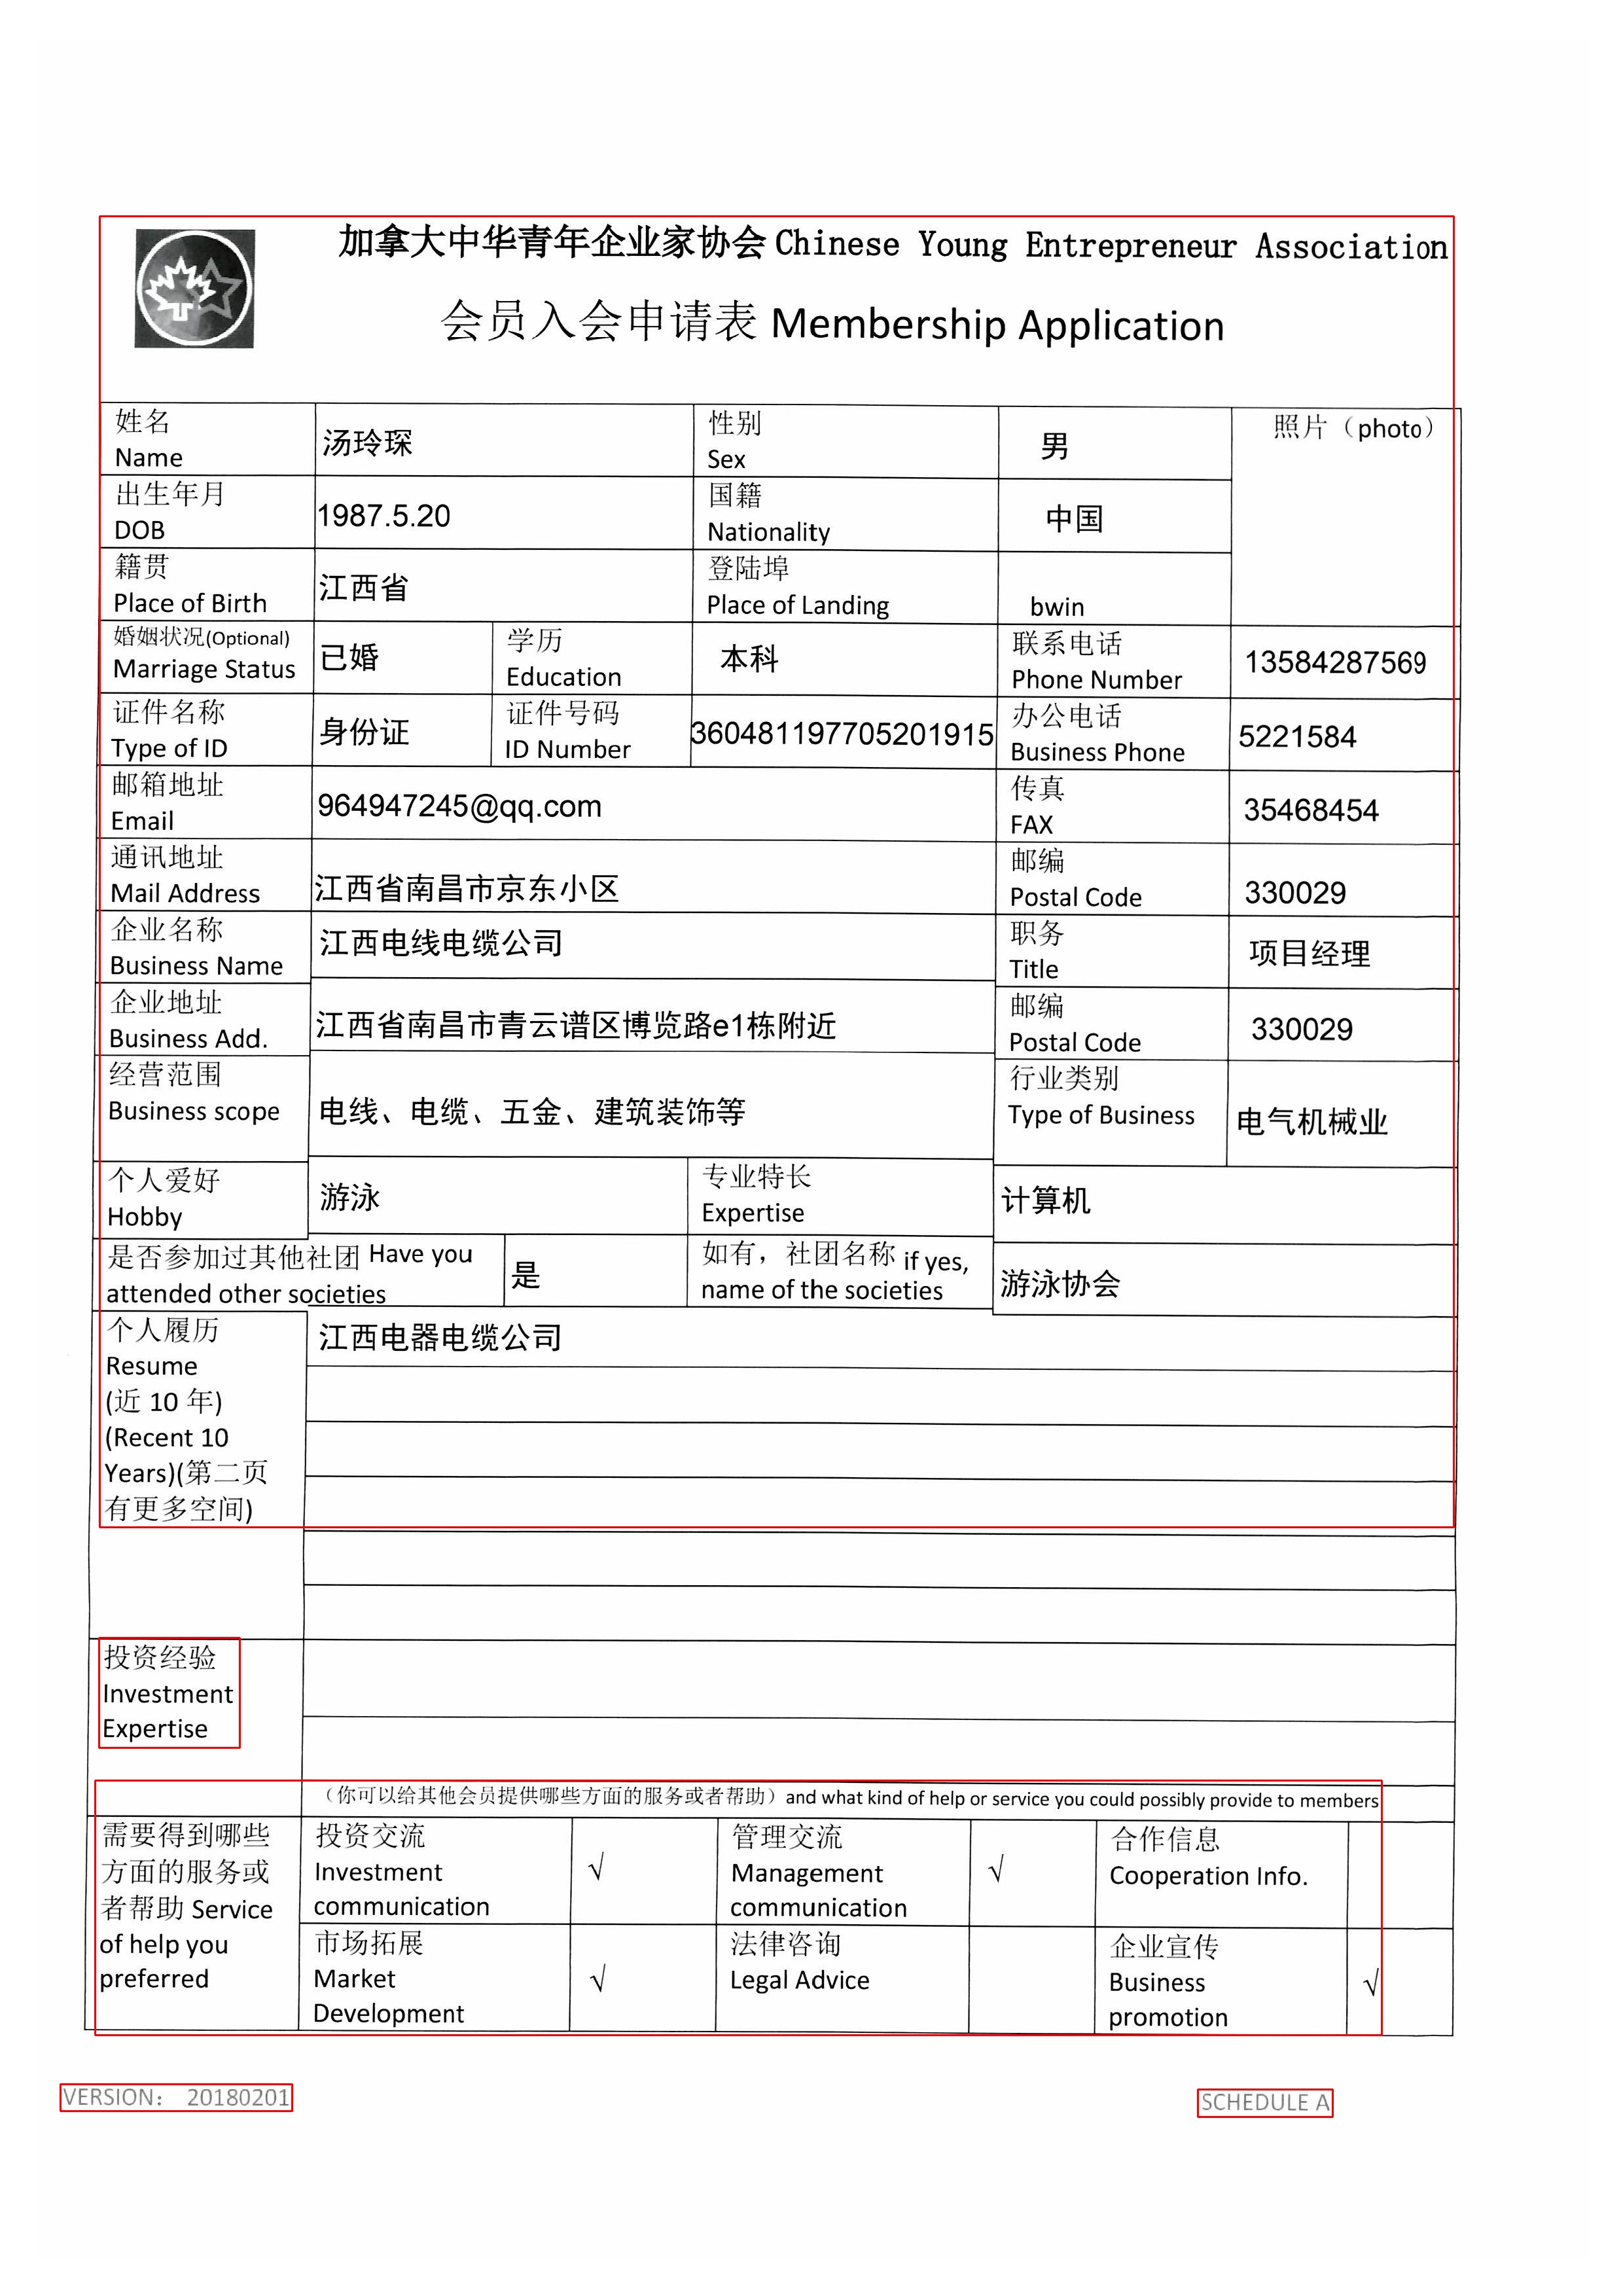 加拿大中华青年企业家协会 Chinese Young Entrepreneur Association
会员入会申请表 Membership Application
姓名
Name
汤玲琛
性别
Sex
男
照片（photo）
出生年月
DOB
1987.5.20
国籍
Nationality
中国
籍贯
Place of Birth
江西省
登陆埠
Place of Landing
bwin
婚姻状况(Optional)
Marriage Status
已婚
学历
Education
本科
联系电话
Phone Number
13584287569
证件名称
Type of ID
身份证
证件号码
ID Number
360481197705201915
办公电话
Business Phone
5221584
邮箱地址
Email
964947245@qq.com
传真
FAX
35468454
通讯地址
Mail Address
江西省南昌市京东小区
邮编
Postal Code
330029
企业名称
Business Name
江西电线电缆公司
职务
Title
项目经理
企业地址
Business Add.
江西省南昌市青云谱区博览路e1栋附近
邮编
Postal Code
330029
经营范围
Business scope
电线、电缆、五金、建筑装饰等
行业类别
Type of Business
电气机械业
个人爱好
Hobby
游泳
专业特长
Expertise
计算机
是否参加过其他社团 Have you
attended other societies
是
如有，社团名称 if yes,
name of the societies
游泳协会
个人履历
Resume
(近 10 年)
(Recent 10
Years)(第二页
有更多空间)
江西电器电缆公司
投资经验
Investment
Expertise
（你可以给其他会员提供哪些方面的服务或者帮助）and what kind of help or service you could possibly provide to members
需要得到哪些
方面的服务或
者帮助 Service
of help you
preferred
投资交流
Investment
communication
√
管理交流
Management
communication
√
合作信息
Cooperation Info.
市场拓展
Market
Development
√
法律咨询
Legal Advice
企业宣传
Business
promotion
√
VERSION： 20180201
SCHEDULE A